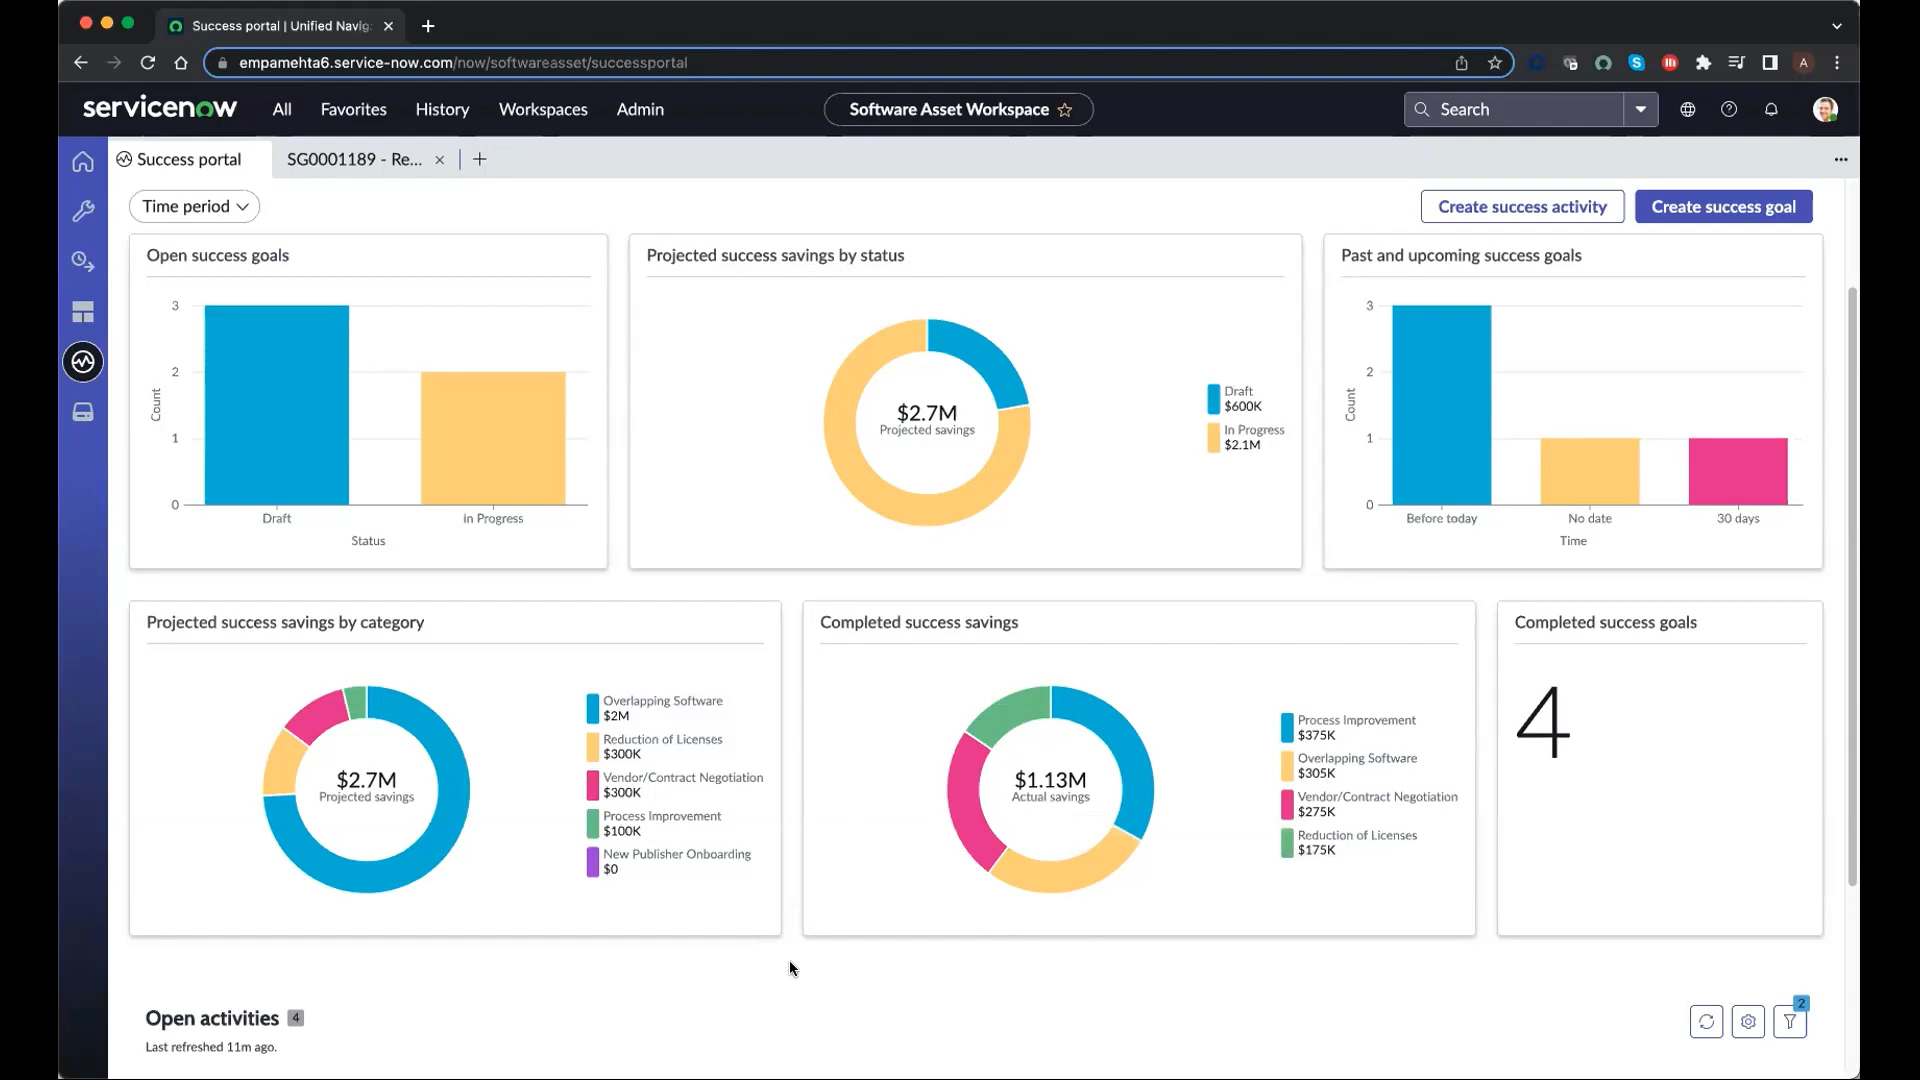 Success portal | Unified Navig
empamehta6.service-now.com/now/softwareasset/successportal
A
servicenow All Favorites History Workspaces Admin Software Asset Workspace Search
Success portal SG0001189 - Re...
Time period Create success activity Create success goal
Open success goals
3
2
1
0
Count
Draft In Progress
Status
Projected success savings by status
$2.7M
Projected savings
Draft
$600K
In Progress
$2.1M
Past and upcoming success goals
3
2
1
0
Count
Before today No date 30 days
Time
Projected success savings by category
$2.7M
Projected savings
Overlapping Software
$2M
Reduction of Licenses
$300K
Vendor/Contract Negotiation
$300K
Process Improvement
$100K
New Publisher Onboarding
$0
Completed success savings
$1.13M
Actual savings
Process Improvement
$375K
Overlapping Software
$305K
Vendor/Contract Negotiation
$275K
Reduction of Licenses
$175K
Completed success goals
4
Open activities 4
2
Last refreshed 11m ago.